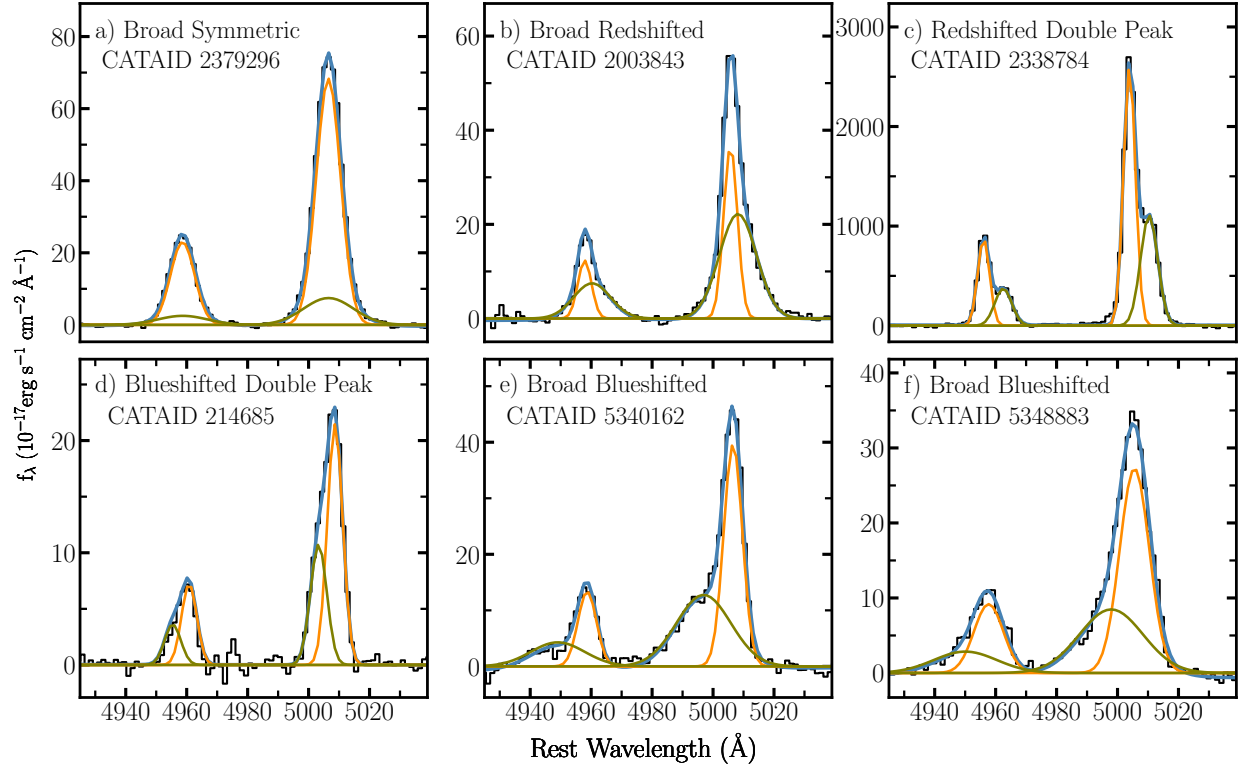 a) Broad Symmetric
CATAID 2379296
80
60
40
20
0
b) Broad Redshifted
CATAID 2003843
60
40
20
0
c) Redshifted Double Peak
CATAID 2338784
3000
2000
1000
0
d) Blueshifted Double Peak
CATAID 214685
20
10
0
4940 4960 4980 5000 5020
e) Broad Blueshifted
CATAID 5340162
40
20
0
4940 4960 4980 5000 5020
f) Broad Blueshifted
CATAID 5348883
40
30
20
10
0
4940 4960 4980 5000 5020
f_λ (10⁻¹⁷erg s⁻¹ cm⁻² Å⁻¹)
Rest Wavelength (Å)